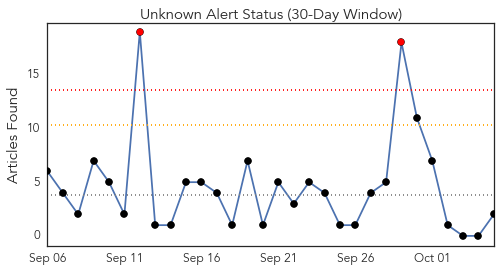 Unknown Alert Status (30-Day Window)
Articles Found
15
10
5
0
Sep 06 Sep 11 Sep 16 Sep 21 Sep 26 Oct 01